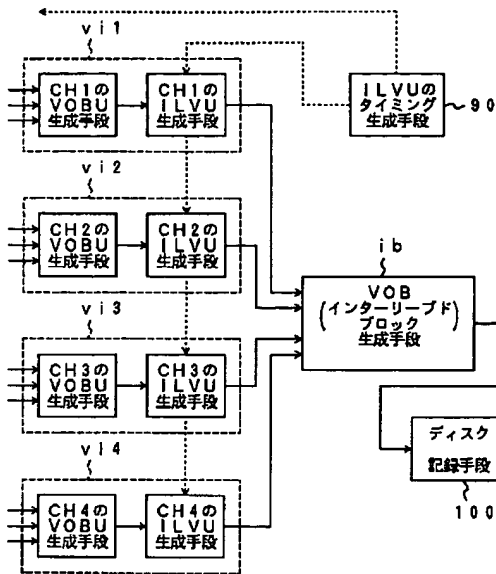 vi1
CH1の
VOBU
生成手段
CH1の
ILVU
生成手段
ILVUの
タイミング
生成手段
90
vi2
CH2の
VOBU
生成手段
CH2の
ILVU
生成手段
ib
VOB
(インターリーブド
ブロック)
生成手段
vi3
CH3の
VOBU
生成手段
CH3の
ILVU
生成手段
ディスク
記録手段
100
vi4
CH4の
VOBU
生成手段
CH4の
ILVU
生成手段